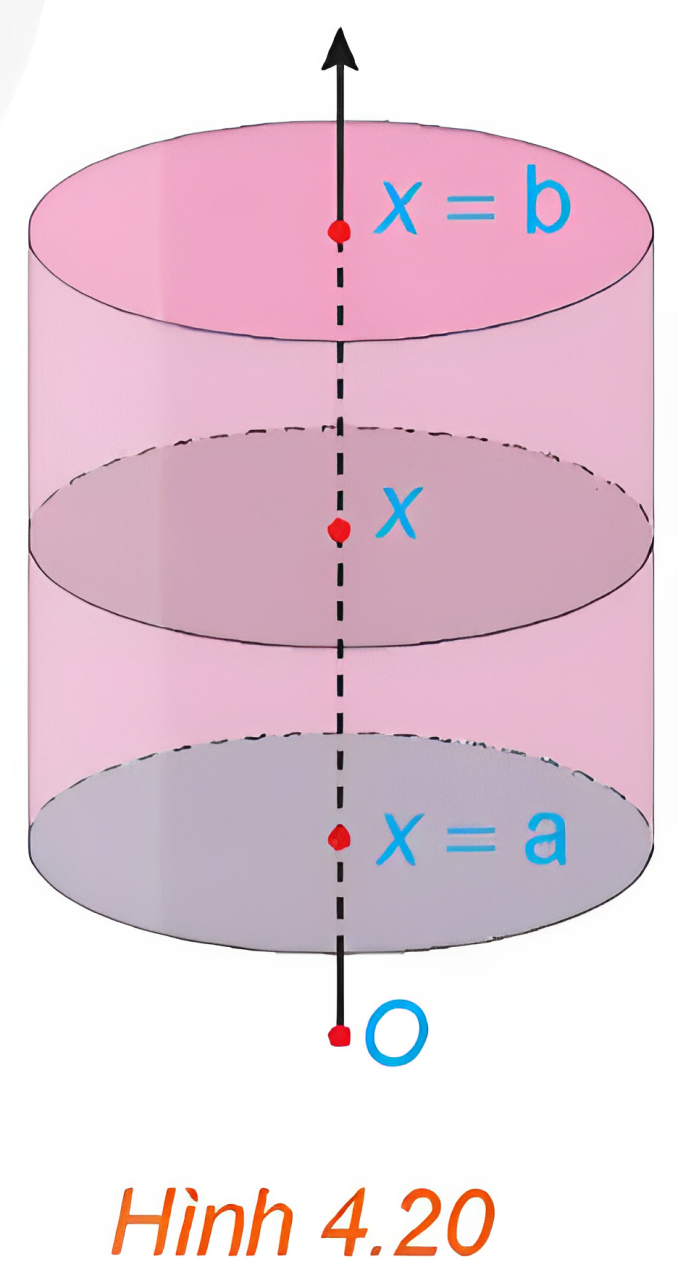 x = b
x
x = a
O
Hình 4.20